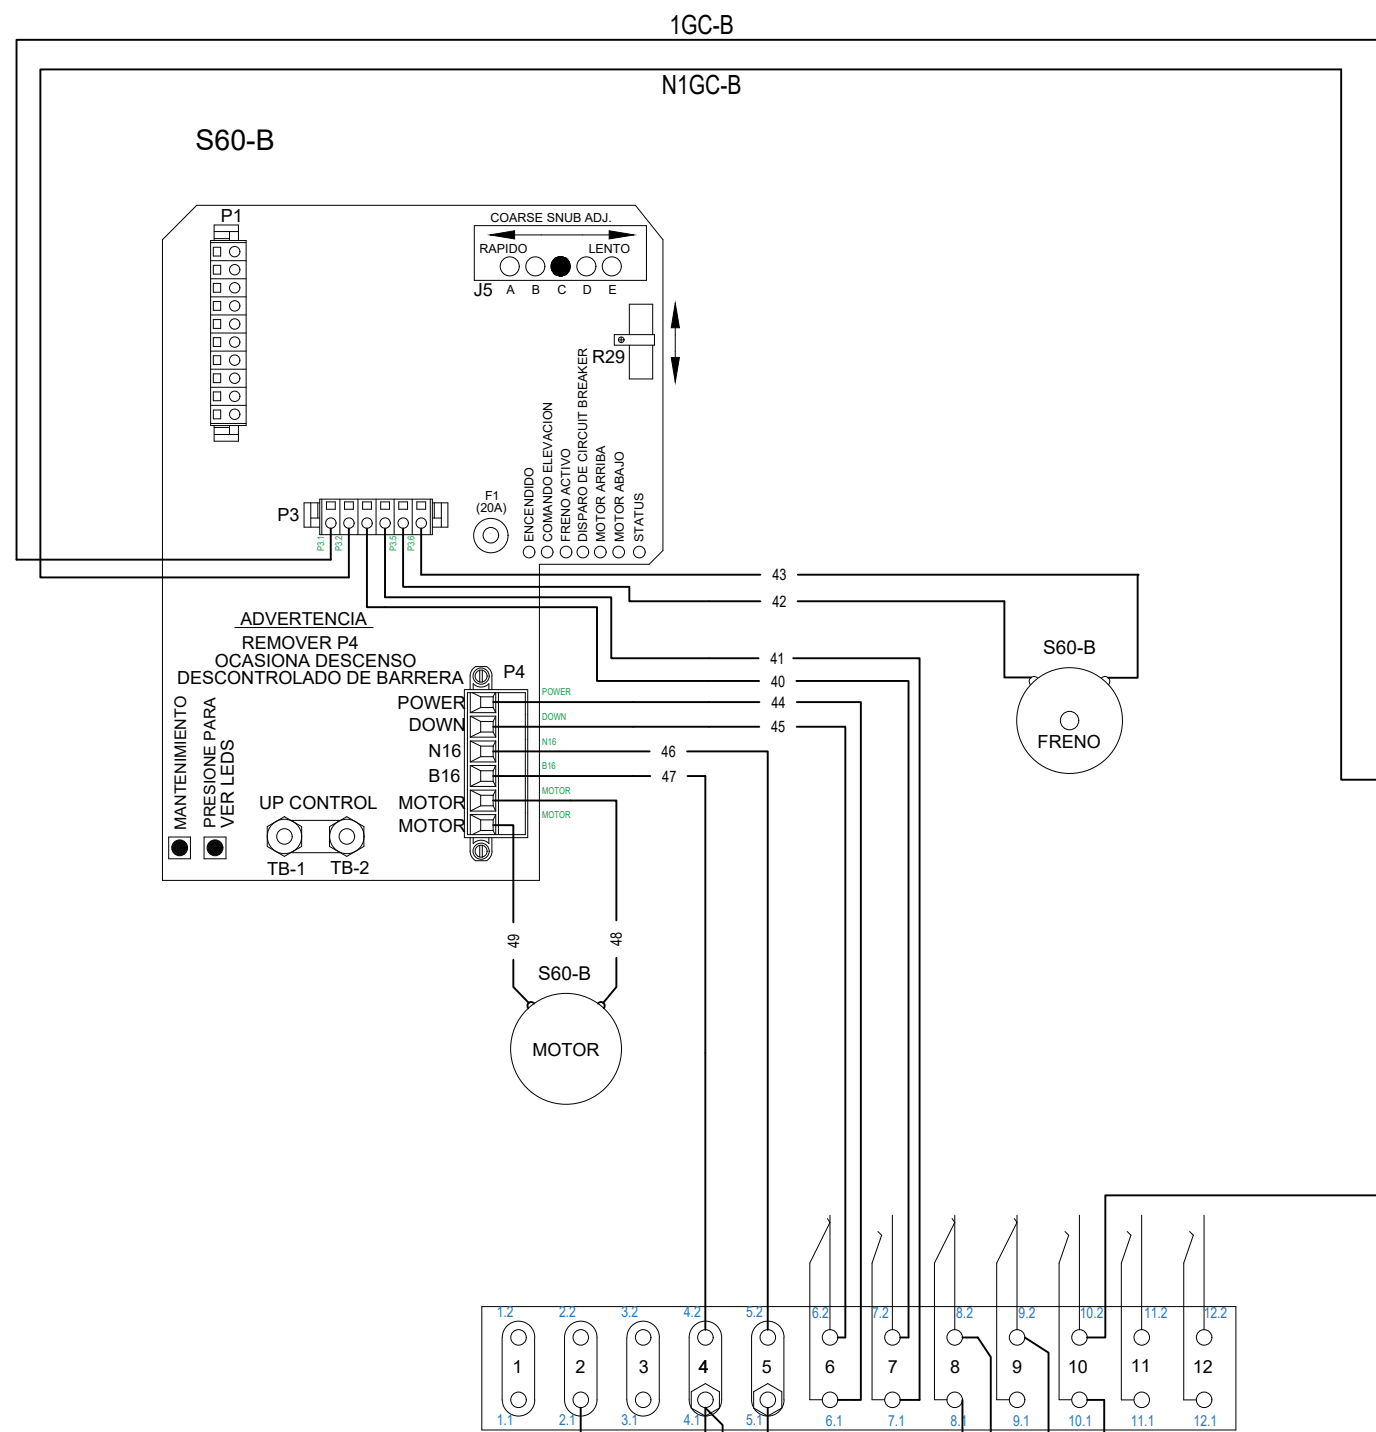 1GC-B
N1GC-B
S60-B
P1
COARSE SNUB ADJ.
RAPIDO LENTO
J5 A B C D E
R29
ENCENDIDO
COMANDO ELEVACION
FRENO ACTIVO
DISPARO DE CIRCUIT BREAKER
MOTOR ARRIBA
MOTOR ABAJO
STATUS
F1
(20A)
P3
P3.1
P3.2
P3.5
P3.6
43
42
41
40
44
45
46
47
ADVERTENCIA
REMOVER P4
OCASIONA DESCENSO
DESCONTROLADO DE BARRERA
P4
POWER
DOWN
N16
B16
MOTOR
MOTOR
POWER
DOWN
N16
B16
MOTOR
MOTOR
MANTENIMIENTO
PRESIONE PARA
VER LEDS
UP CONTROL
TB-1 TB-2
S60-B
FRENO
49
48
S60-B
MOTOR
1.2 2.2 3.2 4.2 5.2 6.2 7.2 8.2 9.2 10.2 11.2 12.2
1 2 3 4 5 6 7 8 9 10 11 12
1.1 2.1 3.1 4.1 5.1 6.1 7.1 8.1 9.1 10.1 11.1 12.1